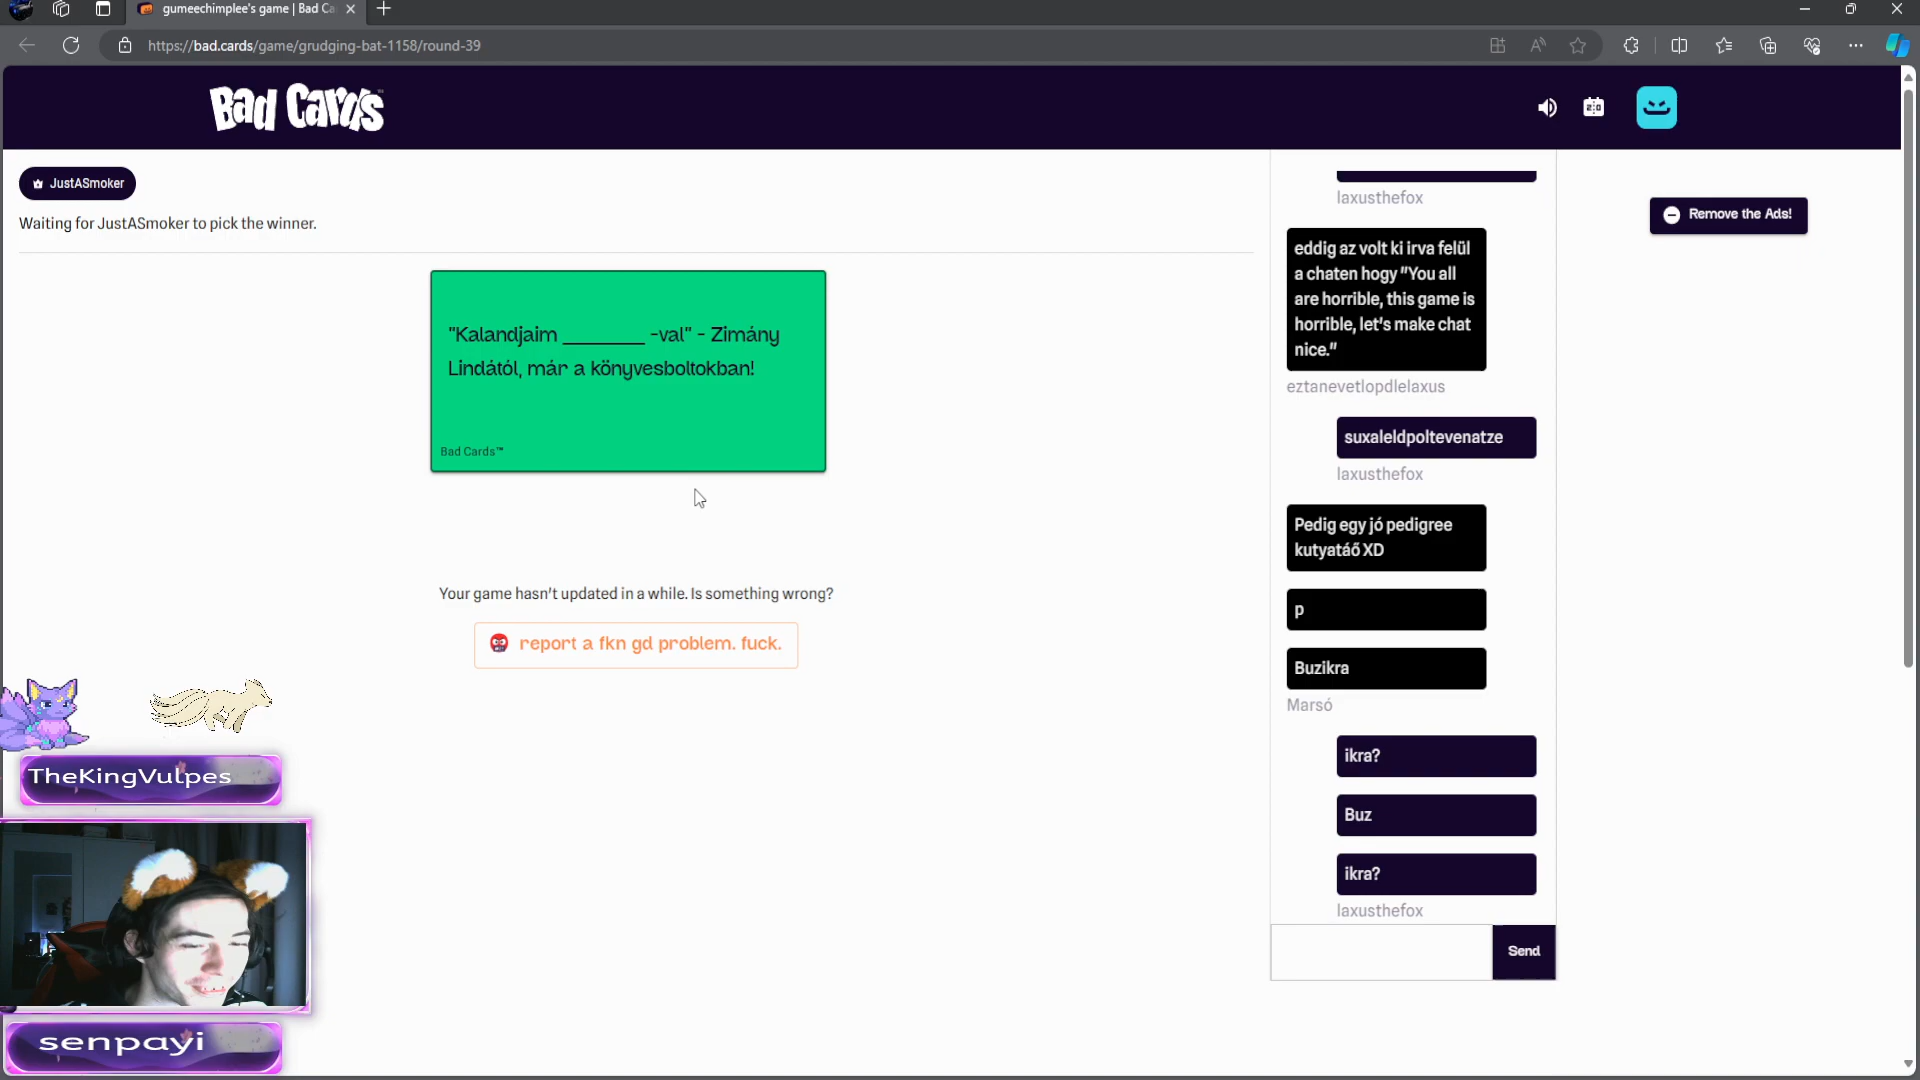 gumeechimplee's game | Bad Ca
https://bad.cards/game/grudging-bat-1158/round-39
Bad Cards
JustASmoker
Waiting for JustASmoker to pick the winner.
"Kalandjaim ________ -val" - Zimány
Lindától, már a könyvesboltokban!
Bad Cards™
Your game hasn't updated in a while. Is something wrong?
report a fkn gd problem. fuck.
laxusthefox
eddig az volt ki irva felül
a chaten hogy "You all
are horrible, this game is
horrible, let's make chat
nice."
eztanevetlopdlelaxus
suxaleldpoltevenatze
laxusthefox
Pedig egy jó pedigree
kutyatáő XD
p
Buzikra
Marsó
ikra?
Buz
ikra?
laxusthefox
Send
Remove the Ads!
TheKingVulpes
senpayi